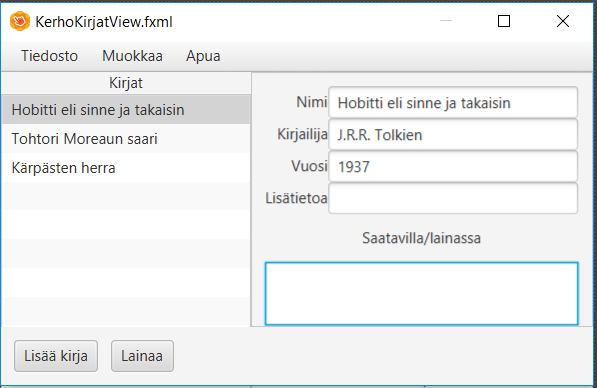 KerhoKirjatView.fxml
Tiedosto Muokkaa Apua
Kirjat
Hobitti eli sinne ja takaisin
Tohtori Moreaun saari
Kärpästen herra
Nimi Hobitti eli sinne ja takaisin
Kirjailija J.R.R. Tolkien
Vuosi 1937
Lisätietoa
Saatavilla/lainassa
Lisää kirja Lainaa